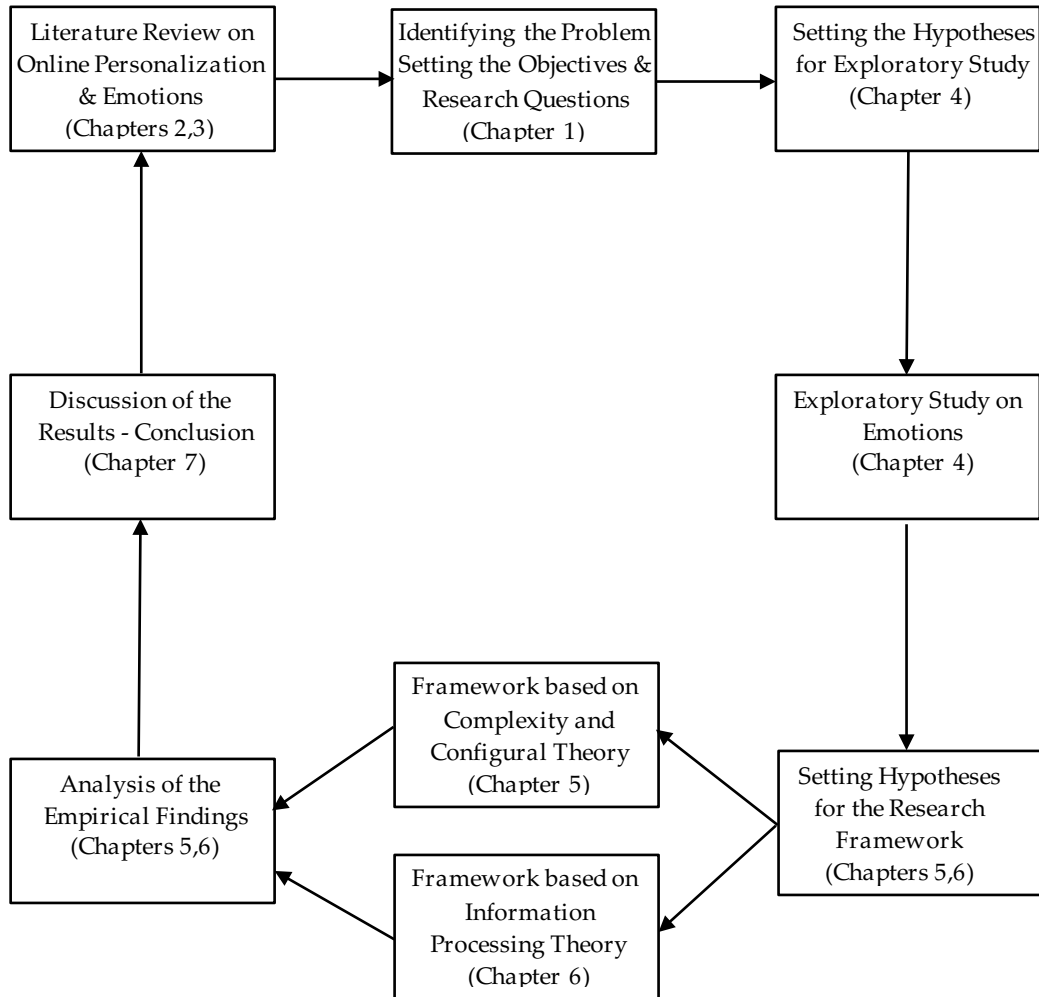 Literature Review on
Online Personalization
& Emotions
(Chapters 2,3)
Identifying the Problem
Setting the Objectives &
Research Questions
(Chapter 1)
Setting the Hypotheses
for Exploratory Study
(Chapter 4)
Discussion of the
Results - Conclusion
(Chapter 7)
Exploratory Study on
Emotions
(Chapter 4)
Framework based on
Complexity and
Configural Theory
(Chapter 5)
Analysis of the
Empirical Findings
(Chapters 5,6)
Setting Hypotheses
for the Research
Framework
(Chapters 5,6)
Framework based on
Information
Processing Theory
(Chapter 6)